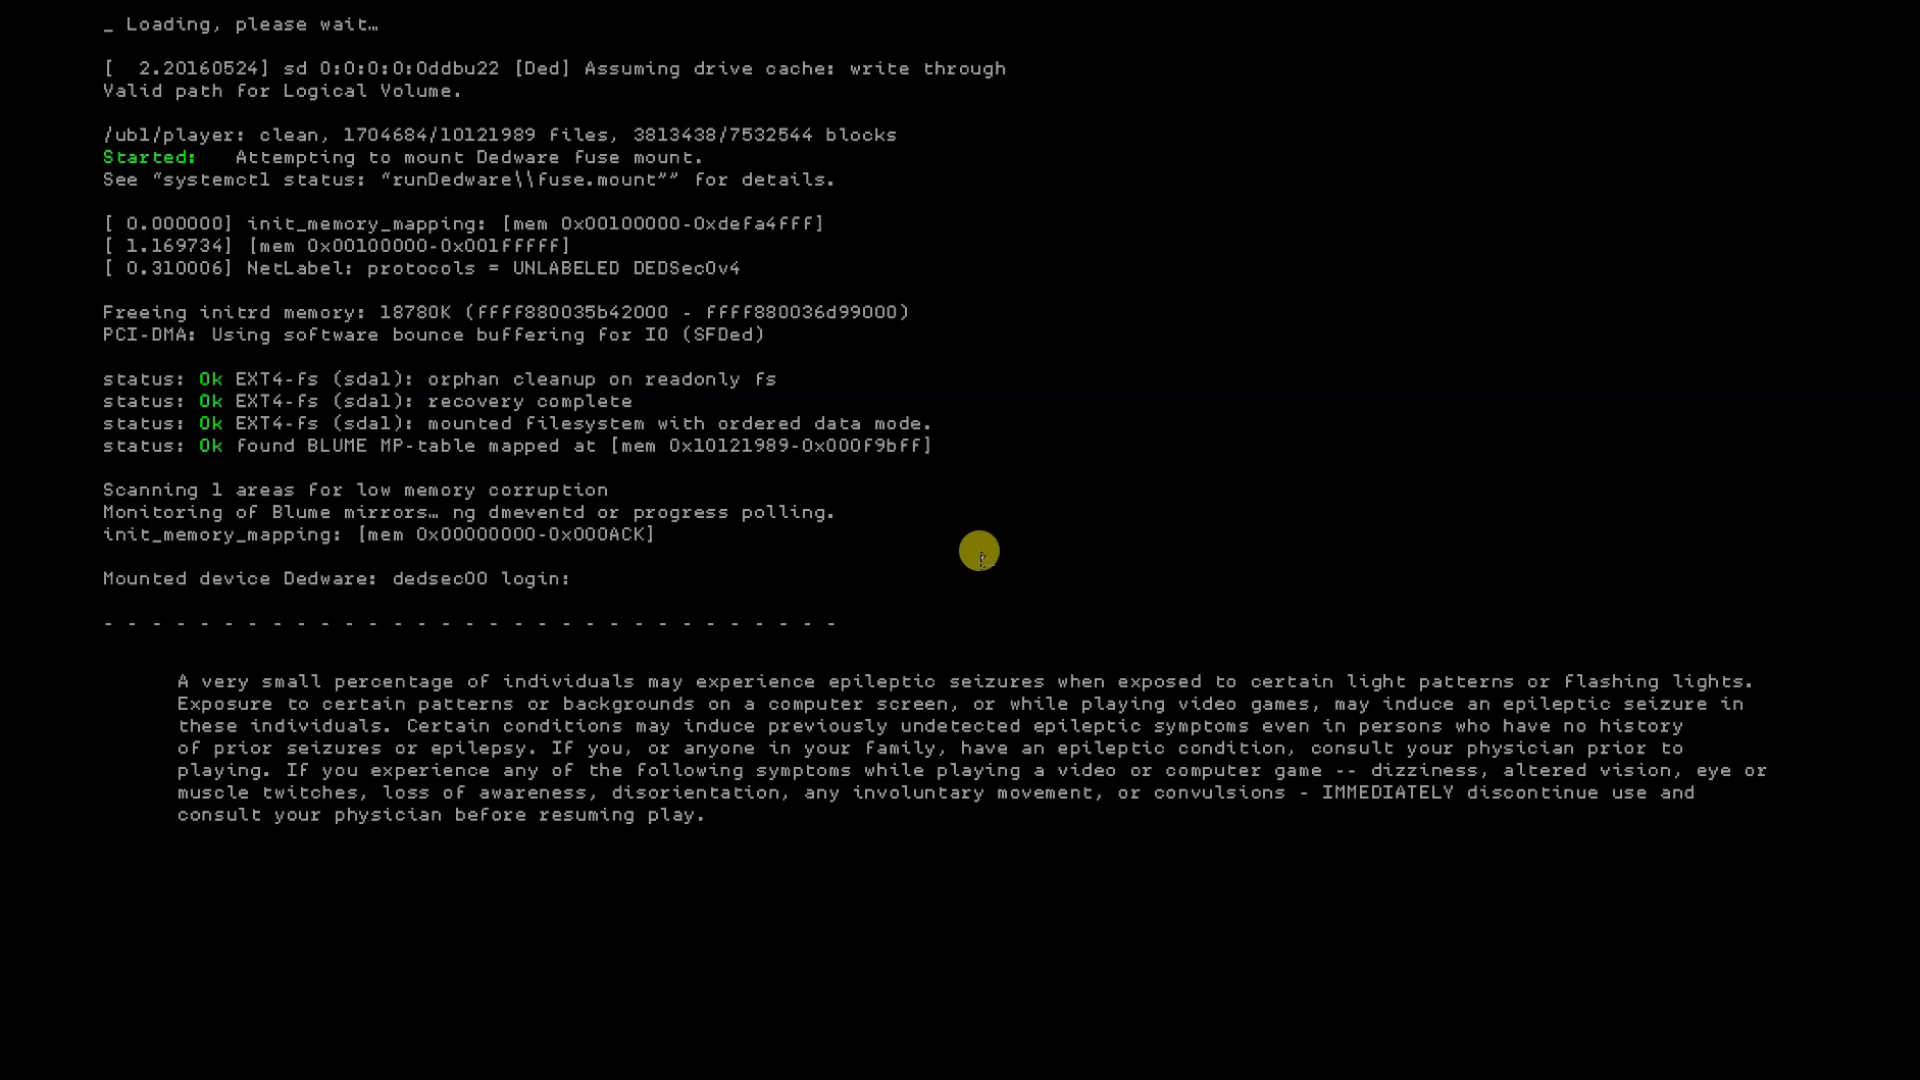 _ Loading, please wait…
[  2.20160524] sd 0:0:0:0:0ddbu22 [Ded] Assuming drive cache: write through
Valid path for Logical Volume.
/ubl/player: clean, 1704684/10121989 files, 3813438/7532544 blocks
Started:   Attempting to mount Dedware fuse mount.
See “systemctl status: “runDedware\\fuse.mount”” for details.
[ 0.000000] init_memory_mapping: [mem 0x00100000-0xdefa4fff]
[ 1.169734] [mem 0x00100000-0x001fffff]
[ 0.310006] NetLabel: protocols = UNLABELED DEDSecOv4
Freeing initrd memory: 18780K (ffff880035b42000 - ffff880036d99000)
PCI-DMA: Using software bounce buffering for IO (SFDed)
status: Ok EXT4-fs (sda1): orphan cleanup on readonly fs
status: Ok EXT4-fs (sda1): recovery complete
status: Ok EXT4-fs (sda1): mounted filesystem with ordered data mode.
status: Ok found BLUME MP-table mapped at [mem 0x10121989-0x000f9bff]
Scanning 1 areas for low memory corruption
Monitoring of Blume mirrors… ng dmeventd or progress polling.
init_memory_mapping: [mem 0x00000000-0x000ACK]
Mounted device Dedware: dedsec00 login:
- - - - - - - - - - - - - - - - - - - - - - - - - - - - - - -
A very small percentage of individuals may experience epileptic seizures when exposed to certain light patterns or flashing lights.
Exposure to certain patterns or backgrounds on a computer screen, or while playing video games, may induce an epileptic seizure in
these individuals. Certain conditions may induce previously undetected epileptic symptoms even in persons who have no history
of prior seizures or epilepsy. If you, or anyone in your family, have an epileptic condition, consult your physician prior to
playing. If you experience any of the following symptoms while playing a video or computer game -- dizziness, altered vision, eye or
muscle twitches, loss of awareness, disorientation, any involuntary movement, or convulsions - IMMEDIATELY discontinue use and
consult your physician before resuming play.